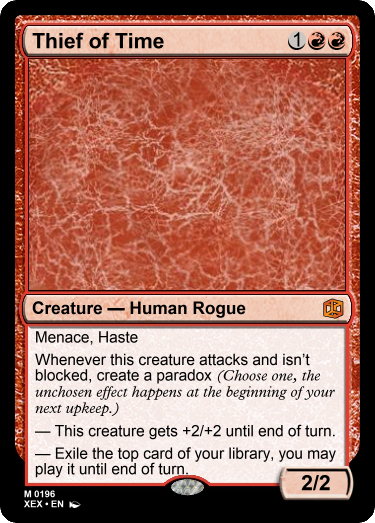 Thief of Time 1
Creature — Human Rogue
Menace, Haste
Whenever this creature attacks and isn't
blocked, create a paradox (Choose one, the
unchosen effect happens at the beginning of your
next upkeep.)
— This creature gets +2/+2 until end of turn.
— Exile the top card of your library, you may
play it until end of turn.
2/2
M 0196
XEX • EN